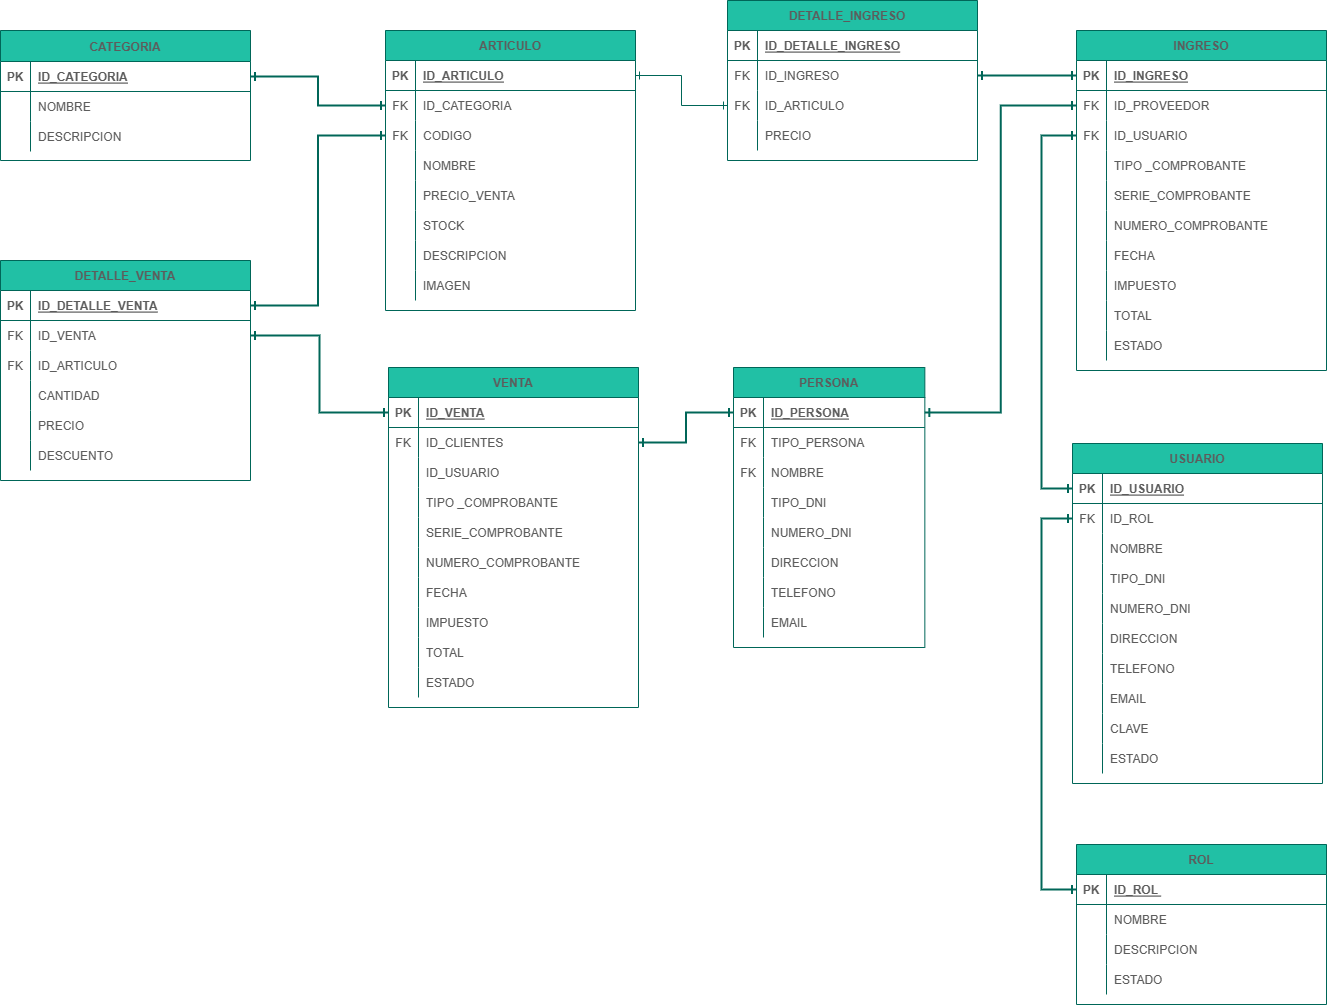 CATEGORIA
PK ID_CATEGORIA
NOMBRE
DESCRIPCION
ARTICULO
PK ID_ARTICULO
FK ID_CATEGORIA
FK CODIGO
NOMBRE
PRECIO_VENTA
STOCK
DESCRIPCION
IMAGEN
DETALLE_INGRESO
PK ID_DETALLE_INGRESO
FK ID_INGRESO
FK ID_ARTICULO
PRECIO
INGRESO
PK ID_INGRESO
FK ID_PROVEEDOR
FK ID_USUARIO
TIPO _COMPROBANTE
SERIE_COMPROBANTE
NUMERO_COMPROBANTE
FECHA
IMPUESTO
TOTAL
ESTADO
DETALLE_VENTA
PK ID_DETALLE_VENTA
FK ID_VENTA
FK ID_ARTICULO
CANTIDAD
PRECIO
DESCUENTO
VENTA
PK ID_VENTA
FK ID_CLIENTES
ID_USUARIO
TIPO _COMPROBANTE
SERIE_COMPROBANTE
NUMERO_COMPROBANTE
FECHA
IMPUESTO
TOTAL
ESTADO
PERSONA
PK ID_PERSONA
FK TIPO_PERSONA
FK NOMBRE
TIPO_DNI
NUMERO_DNI
DIRECCION
TELEFONO
EMAIL
USUARIO
PK ID_USUARIO
FK ID_ROL
NOMBRE
TIPO_DNI
NUMERO_DNI
DIRECCION
TELEFONO
EMAIL
CLAVE
ESTADO
ROL
PK ID_ROL
NOMBRE
DESCRIPCION
ESTADO